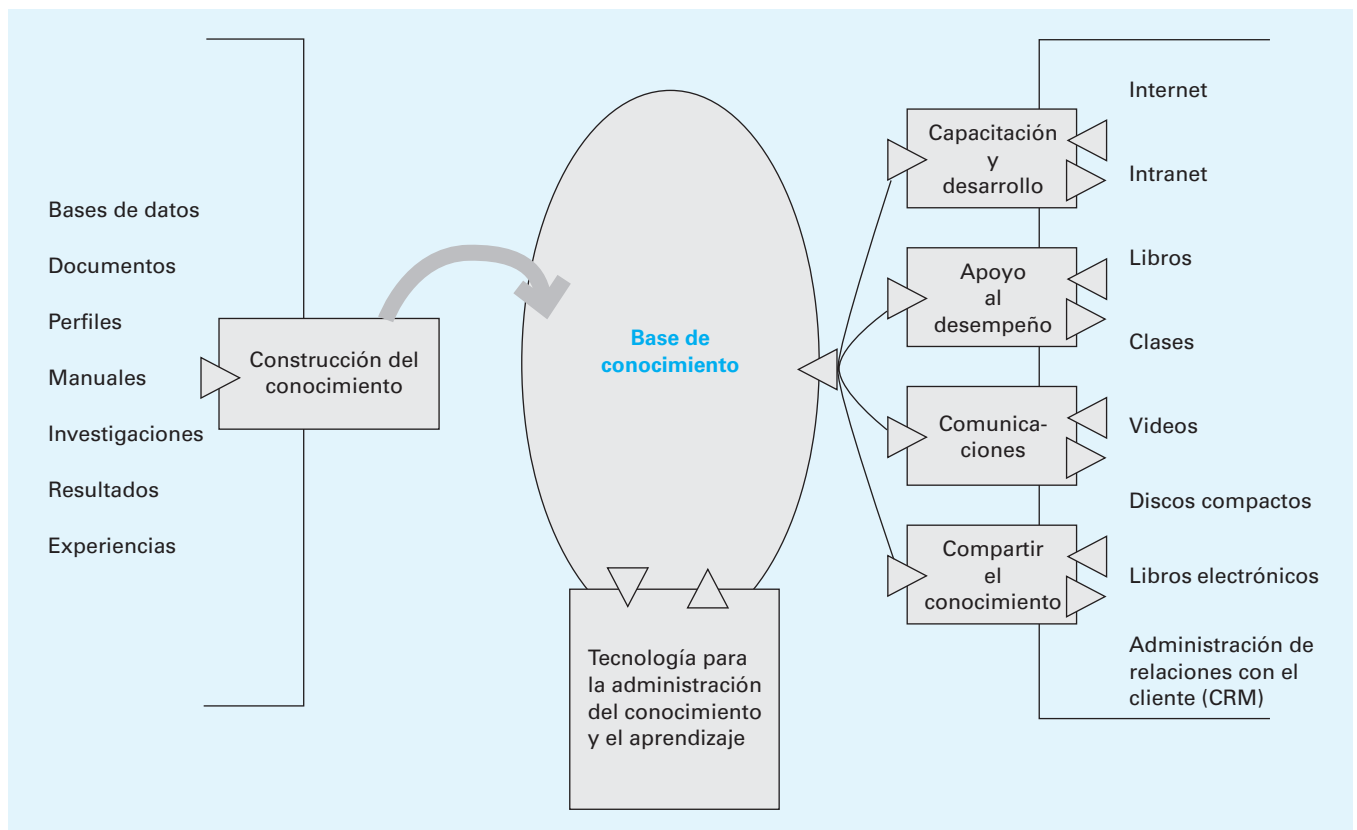 Bases de datos
Documentos
Perfiles
Manuales
Investigaciones
Resultados
Experiencias
Construcción del
conocimiento
Base de
conocimiento
Tecnología para
la administración
del conocimiento
y el aprendizaje
Capacitación
y
desarrollo
Apoyo
al
desempeño
Comunica-
ciones
Compartir
el
conocimiento
Internet
Intranet
Libros
Clases
Videos
Discos compactos
Libros electrónicos
Administración de
relaciones con el
cliente (CRM)